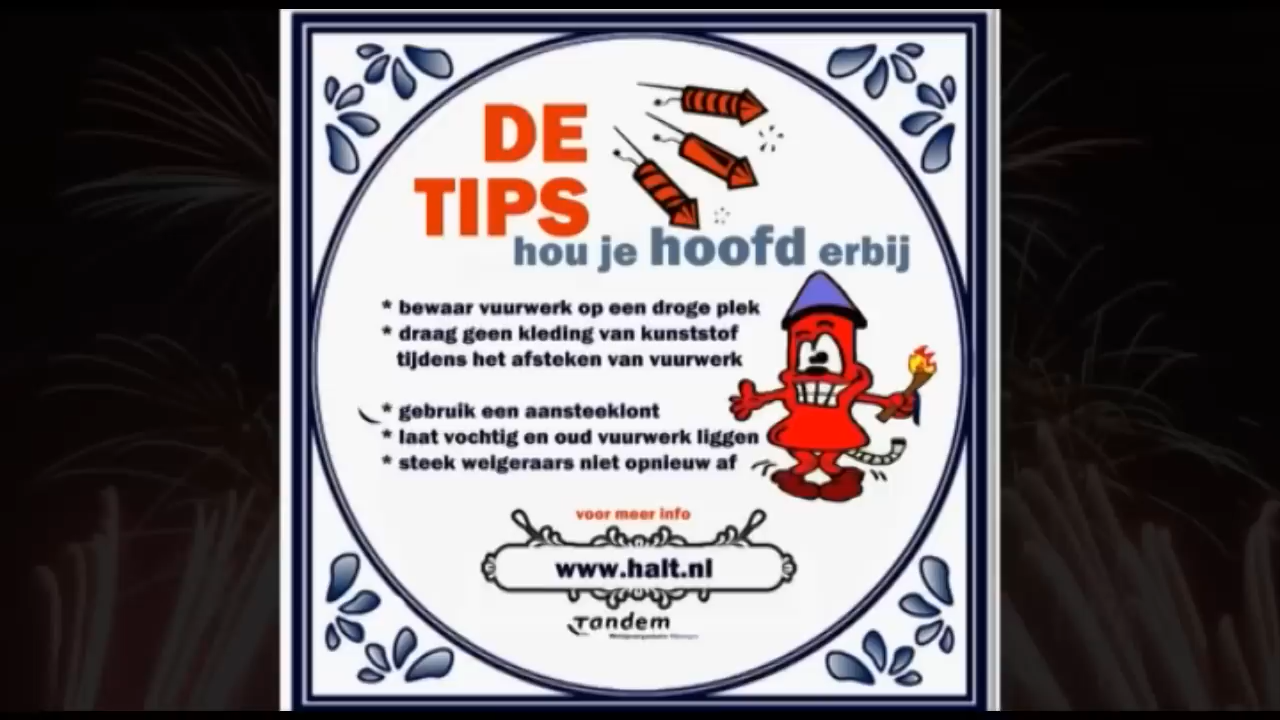 DE
TIPS
hou je hoofd erbij
* bewaar vuurwerk op een droge plek
* draag geen kleding van kunststof
tijdens het afsteken van vuurwerk
* gebruik een aansteeklont
* laat vochtig en oud vuurwerk liggen
* steek weigeraars niet opnieuw af
voor meer info
www.halt.nl
Tandem